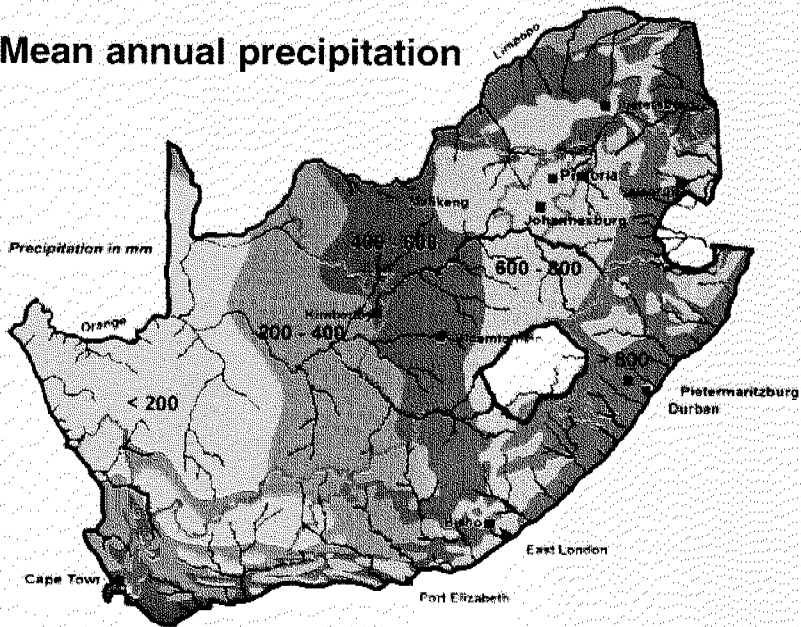 Mean annual precipitation
Limpopo
Pretoria
Johannesburg
Precipitation in mm
400 - 600
600 - 800
Orange
200 - 400
> 800
< 200
Pietermaritzburg
Durban
East London
Cape Town
Port Elizabeth